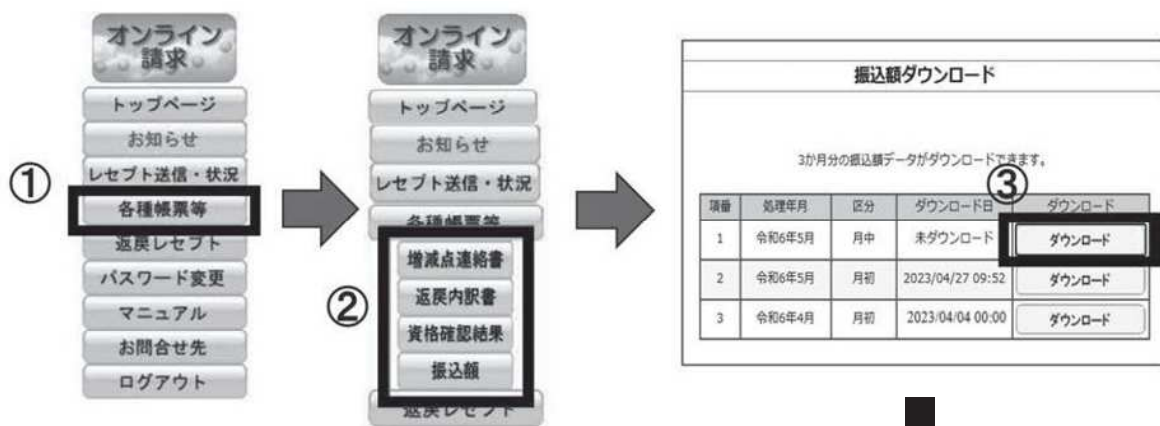 オンライン
請求
トップページ
お知らせ
レセプト送信・状況
①
各種帳票等
返戻レセプト
パスワード変更
マニュアル
お問合せ先
ログアウト
オンライン
請求
トップページ
お知らせ
レセプト送信・状況
各種帳票等
②
増減点連絡書
返戻内訳書
資格確認結果
振込額
返戻レセプト
振込額ダウンロード
3か月分の振込額データがダウンロードできます。
③
項番 処理年月 区分 ダウンロード日 ダウンロード
1 令和6年5月 月中 未ダウンロード ダウンロード
2 令和6年5月 月初 2023/04/27 09:52 ダウンロード
3 令和6年4月 月初 2023/04/04 00:00 ダウンロード